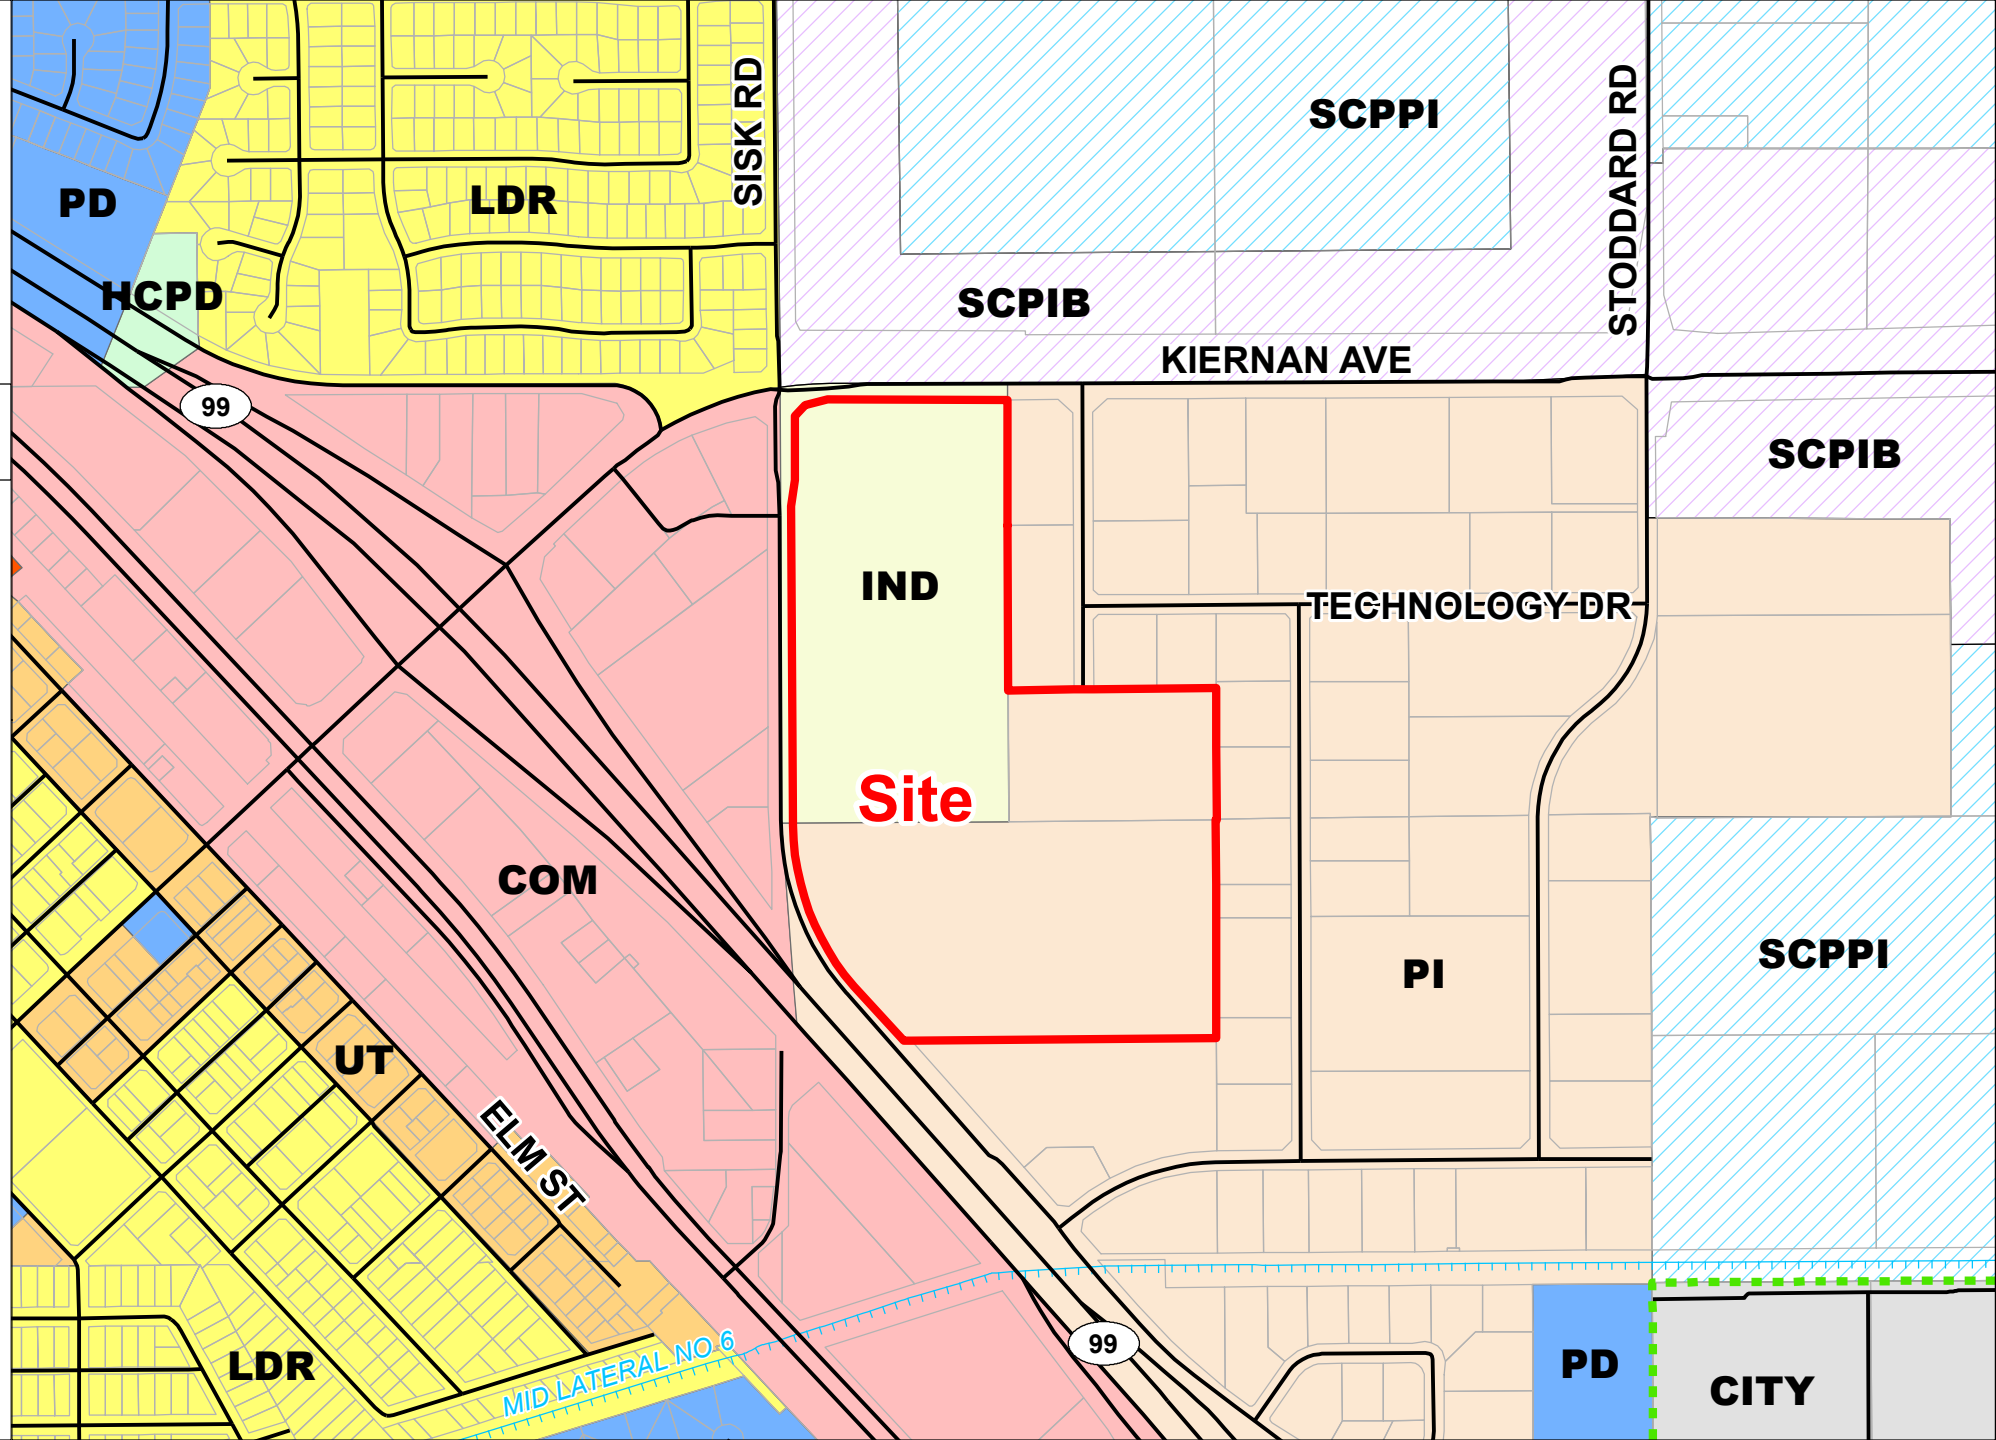 SISK RD
STODDARD RD
SCPPI
PD
LDR
HCPD
SCPIB
KIERNAN AVE
99
SCPIB
IND
TECHNOLOGY DR
Site
COM
SCPPI
PI
UT
ELM ST
99
LDR
MID LATERAL NO 6
PD
CITY